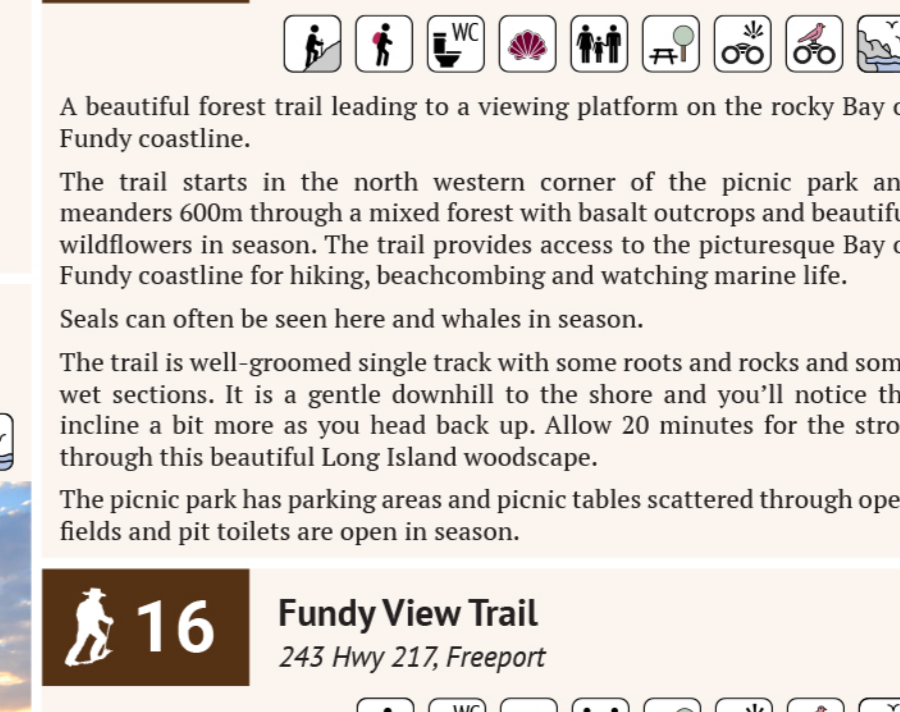 WC
A beautiful forest trail leading to a viewing platform on the rocky Bay
Fundy coastline.
The trail starts in the north western corner of the picnic park
meanders 600m through a mixed forest with basalt outcrops and
wildflowers in season. The trail provides access to the picturesque Bay
Fundy coastline for hiking, beachcombing and watching marine life.
Seals can often be seen here and whales in season.
The trail is well-groomed single track with some roots and rocks and
wet sections. It is a gentle downhill to the shore and you'll notice
incline a bit more as you head back up. Allow 20 minutes for the
through this beautiful Long Island woodscape.
The picnic park has parking areas and picnic tables scattered through
fields and pit toilets are open in season.
16
Fundy View Trail
243 Hwy 217, Freeport
WC